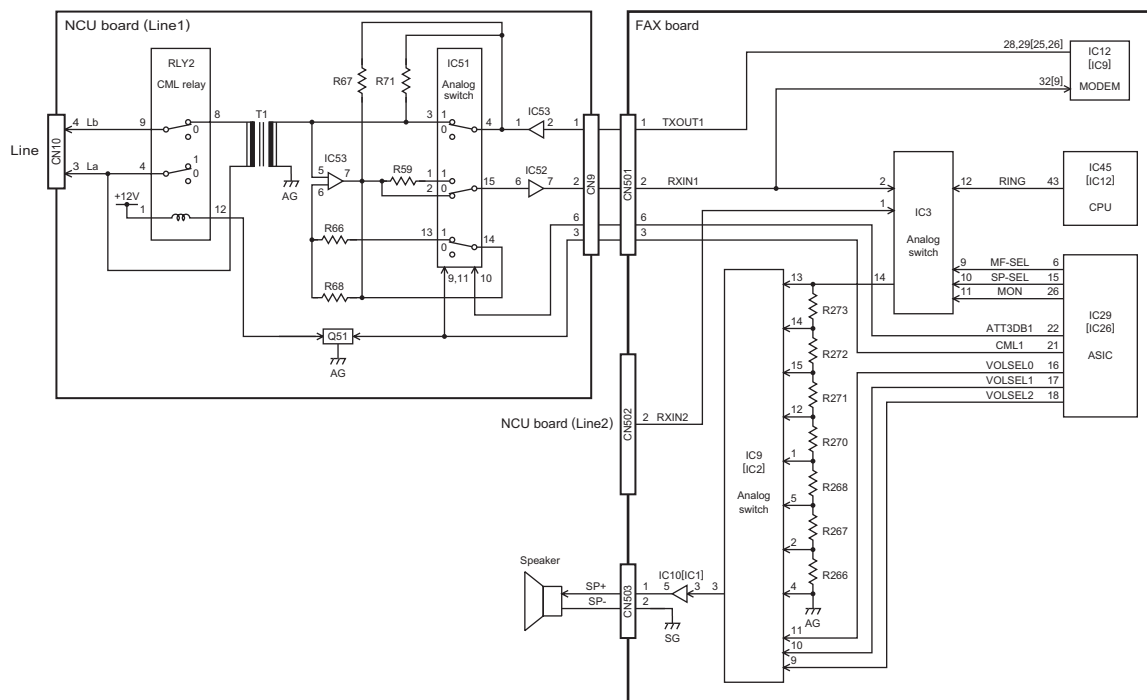 NCU board (Line1)
FAX board
RLY2
CML relay
R67
R71
IC51
Analog
switch
28,29[25,26]
IC12
[IC9]
MODEM
32[9]
T1
CN10
Line
4 Lb
9
8
1
0
3
1
0
4
1
IC53
2
1
CN9
CN501
1
TXOUT1
3 La
4
1
0
AG
5
6
IC53
7
R59
1
1
2
0
15
6
IC52
7
2
2
RXIN1
2
1
IC3
Analog
switch
12
RING
43
IC45
[IC12]
CPU
+12V
1
12
R66
13
1
0
14
6
3
6
3
R68
9,11
10
9
MF-SEL
6
10
SP-SEL
15
11
MON
26
14
IC29
[IC26]
ASIC
ATT3DB1
22
CML1
21
VOLSEL0
16
VOLSEL1
17
VOLSEL2
18
Q51
AG
13
R273
14
R272
15
R271
12
R270
1
R268
5
R267
2
R266
4
AG
NCU board (Line2)
CN502
2 RXIN2
IC9
[IC2]
Analog
switch
Speaker
SP+
SP-
CN503
1
2
5
IC10[IC1]
3
3
SG
11
10
9